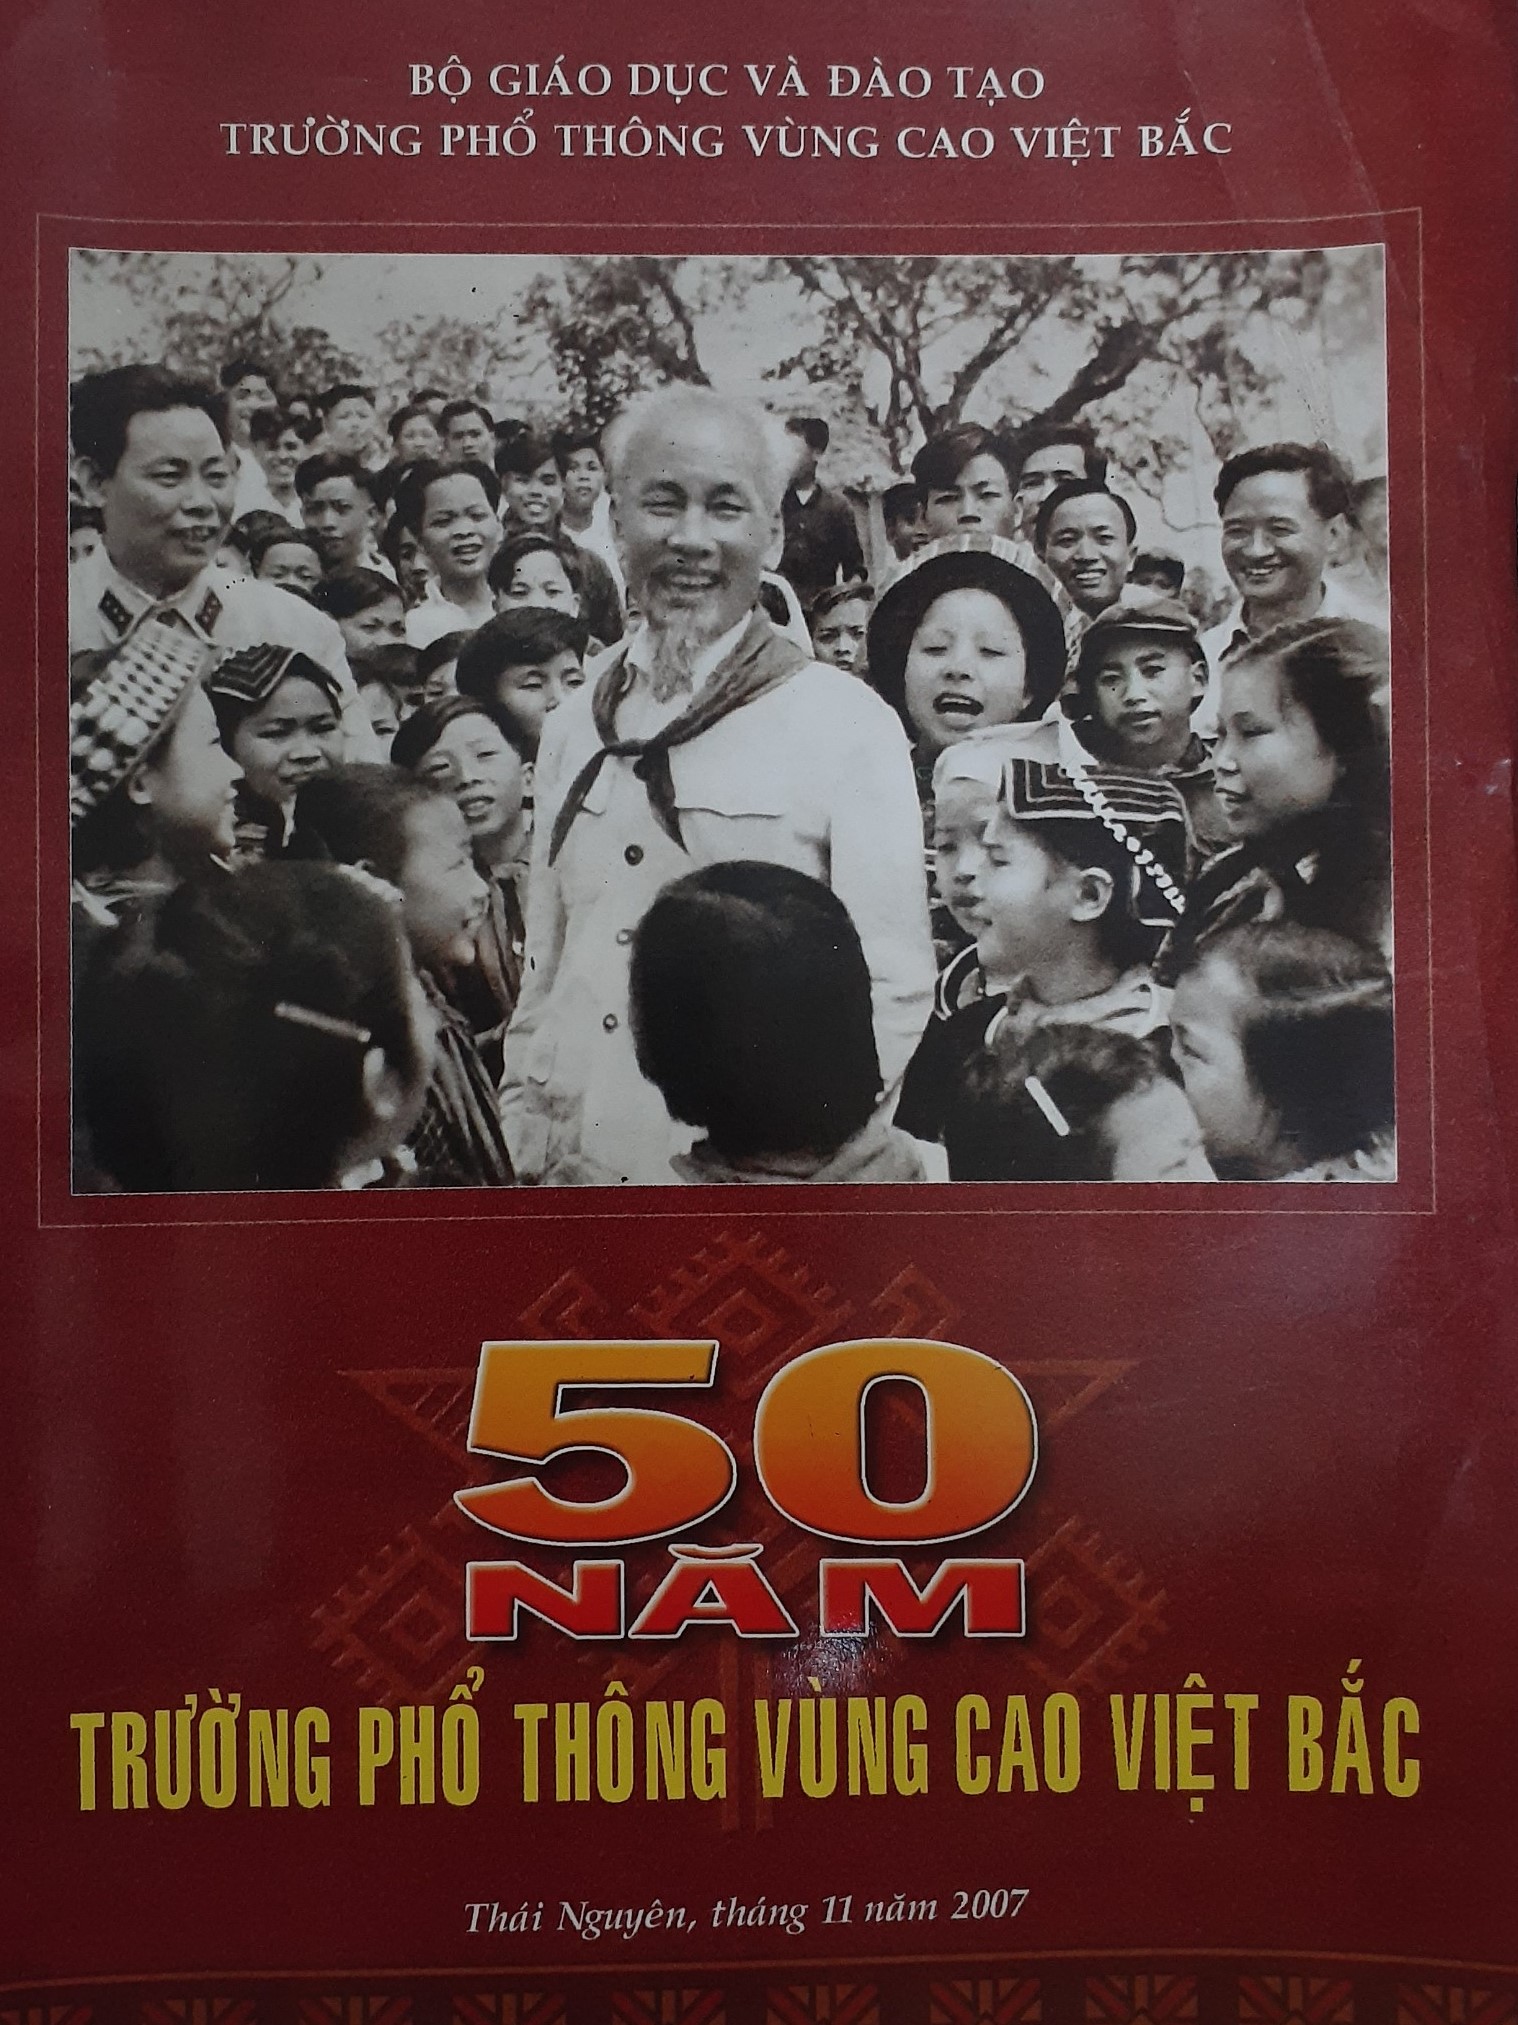 BỘ GIÁO DỤC VÀ ĐÀO TẠO
TRƯỜNG PHỔ THÔNG VÙNG CAO VIỆT BẮC
50
NĂM
TRƯỜNG PHỔ THÔNG VÙNG CAO VIỆT BẮC
Thái Nguyên, tháng 11 năm 2007